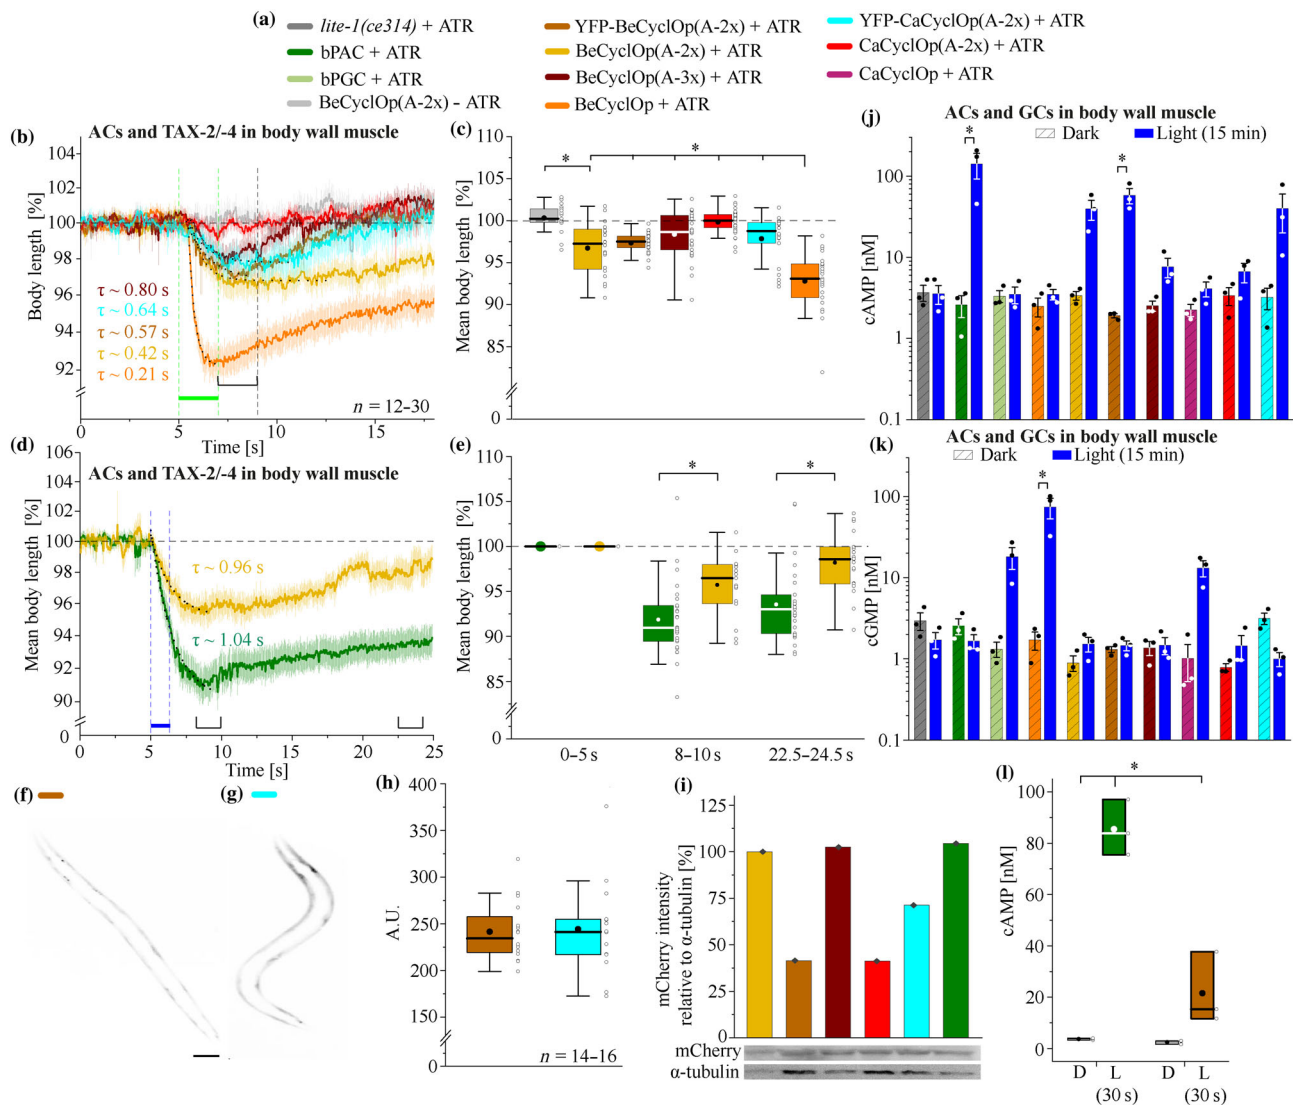 (a)
lite-1(ce314) + ATR
bPAC + ATR
bPGC + ATR
BeCyclOp(A-2x) - ATR
YFP-BeCyclOp(A-2x) + ATR
BeCyclOp(A-2x) + ATR
BeCyclOp(A-3x) + ATR
BeCyclOp + ATR
YFP-CaCyclOp(A-2x) + ATR
CaCyclOp(A-2x) + ATR
CaCyclOp + ATR
(b)
ACs and TAX-2/-4 in body wall muscle
Body length [%]
104
102
100
98
96
94
92
0
τ ~ 0.80 s
τ ~ 0.64 s
τ ~ 0.57 s
τ ~ 0.42 s
τ ~ 0.21 s
n = 12–30
0 5 10 15
Time [s]
(c)
Mean body length [%]
110
105
100
95
90
85
0
* *
(j)
ACs and GCs in body wall muscle
Dark Light (15 min)
cAMP [nM]
100
10
1
0.1
* *
(d)
ACs and TAX-2/-4 in body wall muscle
Mean body length [%]
106
104
102
100
98
96
94
92
90
0
τ ~ 0.96 s
τ ~ 1.04 s
0 5 10 15 20 25
Time [s]
(e)
Mean body length [%]
110
105
100
95
90
85
0
* *
0–5 s 8–10 s 22.5–24.5s
(k)
ACs and GCs in body wall muscle
Dark Light (15 min)
cGMP [nM]
100
10
1
0.1
*
(f)
(g)
(h)
A.U.
400
350
300
250
200
150
0
n = 14–16
(i)
mCherry intensity
relative to α-tubulin [%]
125
100
75
50
25
0
mCherry
α-tubulin
(l)
cAMP [nM]
100
80
60
40
20
0
*
D L D L
(30 s) (30 s)